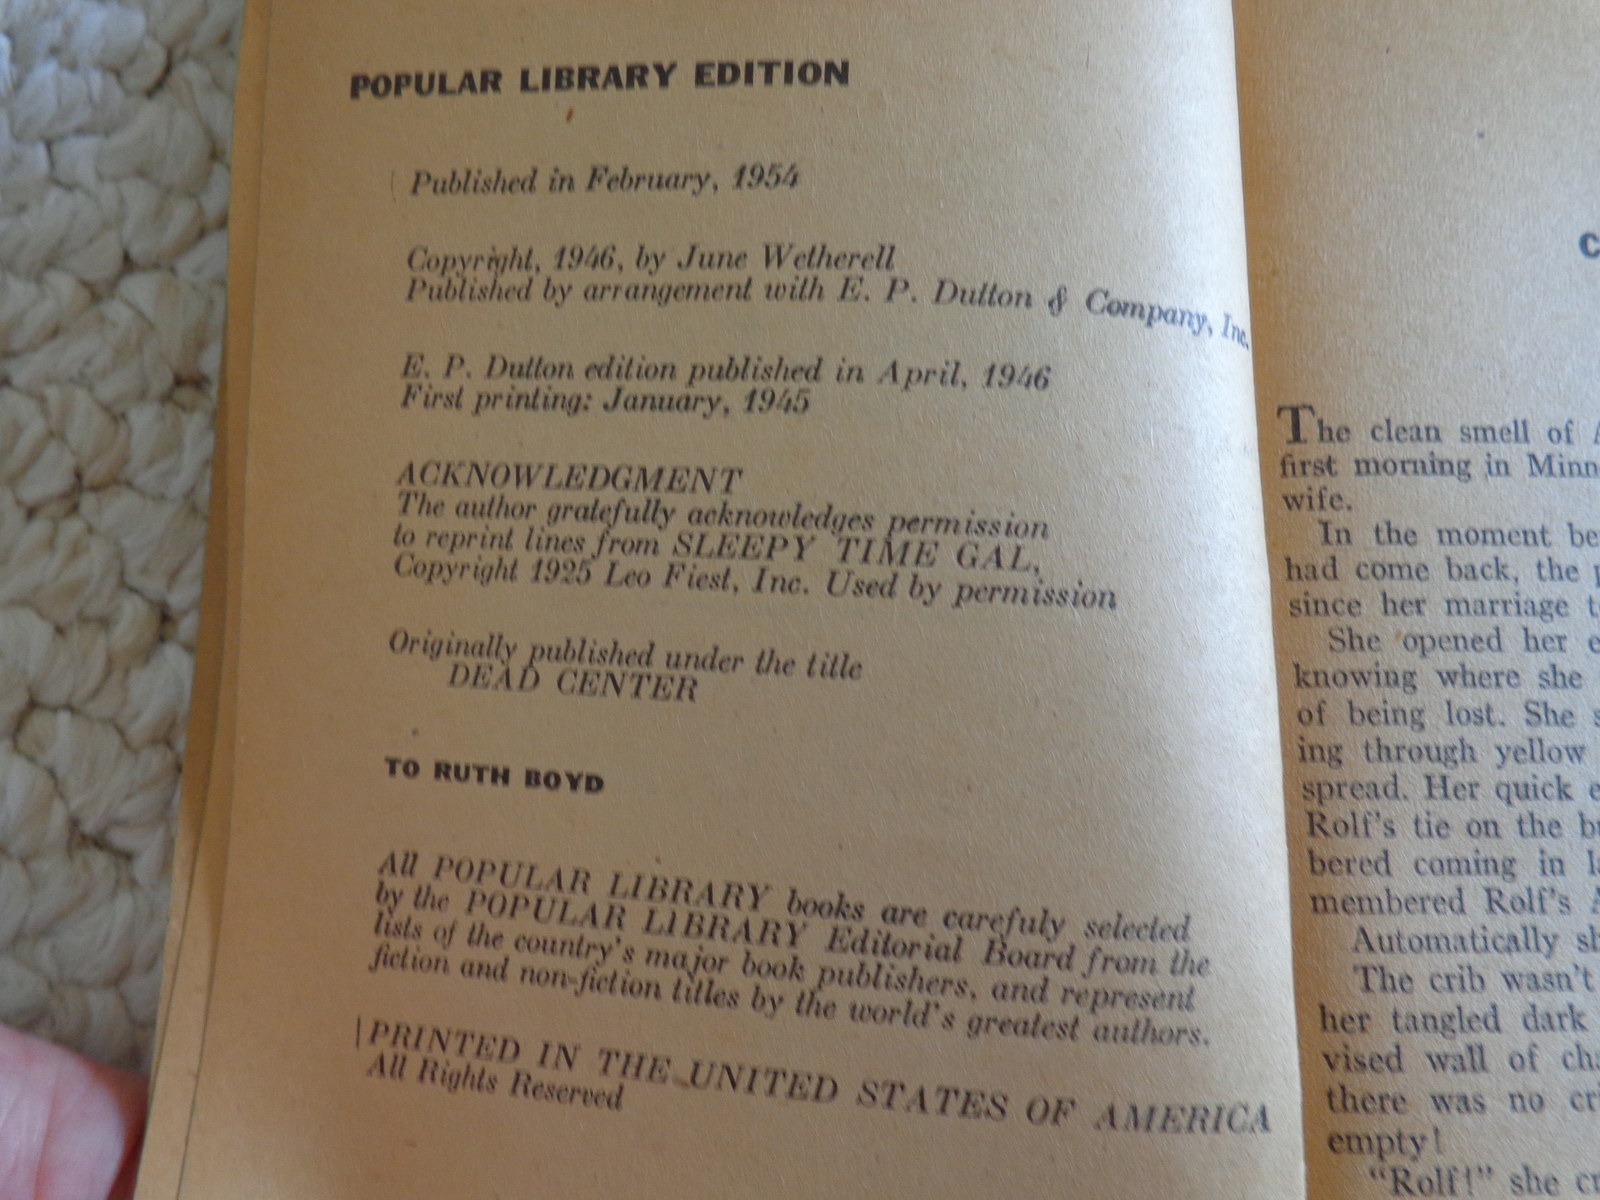 POPULAR LIBRARY EDITION
Published in February, 1954
Copyright, 1946, by June Wetherell
Published by arrangement with E. P. Dutton & Company, Inc.
E. P. Dutton edition published in April, 1946
First printing: January, 1945
ACKNOWLEDGMENT
The author gratefully acknowledges permission
to reprint lines from SLEEPY TIME GAL,
Copyright 1925 Leo Fiest, Inc. Used by permission
Originally published under the title
DEAD CENTER
TO RUTH BOYD
All POPULAR LIBRARY books are carefuly selected
by the POPULAR LIBRARY Editorial Board from the
lists of the country's major book publishers, and represent
fiction and non-fiction titles by the world's greatest authors.
PRINTED IN THE UNITED STATES OF AMERICA
All Rights Reserved
The clean smell of
first morning in Minn
wife.
In the moment be
had come back, the
since her marriage t
She opened her e
knowing where she
of being lost. She s
ing through yellow
spread. Her quick e
Rolf's tie on the b
bered coming in l
membered Rolf's
Automatically sh
The crib wasn't
her tangled dark
vised wall of cha
there was no cri
empty!
"Rolf!" she cr